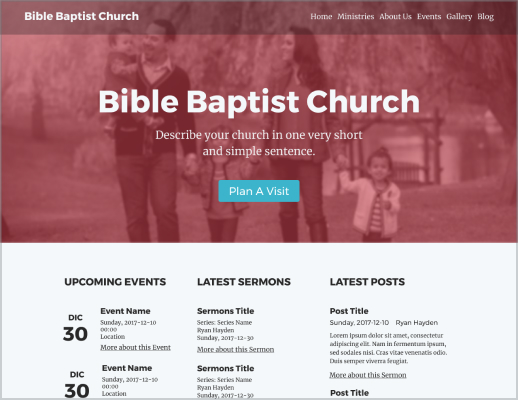 Bible Baptist Church
Home Ministries About Us Events Gallery Blog
Bible Baptist Church
Describe your church in one very short
and simple sentence.
Plan A Visit
UPCOMING EVENTS
DIC
30
Event Name
Sunday, 2017-12-10
00:00
Location
More about this Event
DIC
30
Event Name
Sunday, 2017-12-10
00:00
Location
LATEST SERMONS
Sermons Title
Series: Series Name
Ryan Hayden
Sunday, 2017-12-30
More about this Sermon
Sermons Title
Series: Series Name
Ryan Hayden
Sunday, 2017-12-30
LATEST POSTS
Post Title
Sunday, 2017-12-10 Ryan Hayden
Lorem ipsum dolor sit amet, consectetur
adipiscing elit. Nam in fermentum ipsum,
sed sodales nisi. Cras vitae venenatis odio.
Duis semper viverra feugiat.
More about this Sermon
Post Title